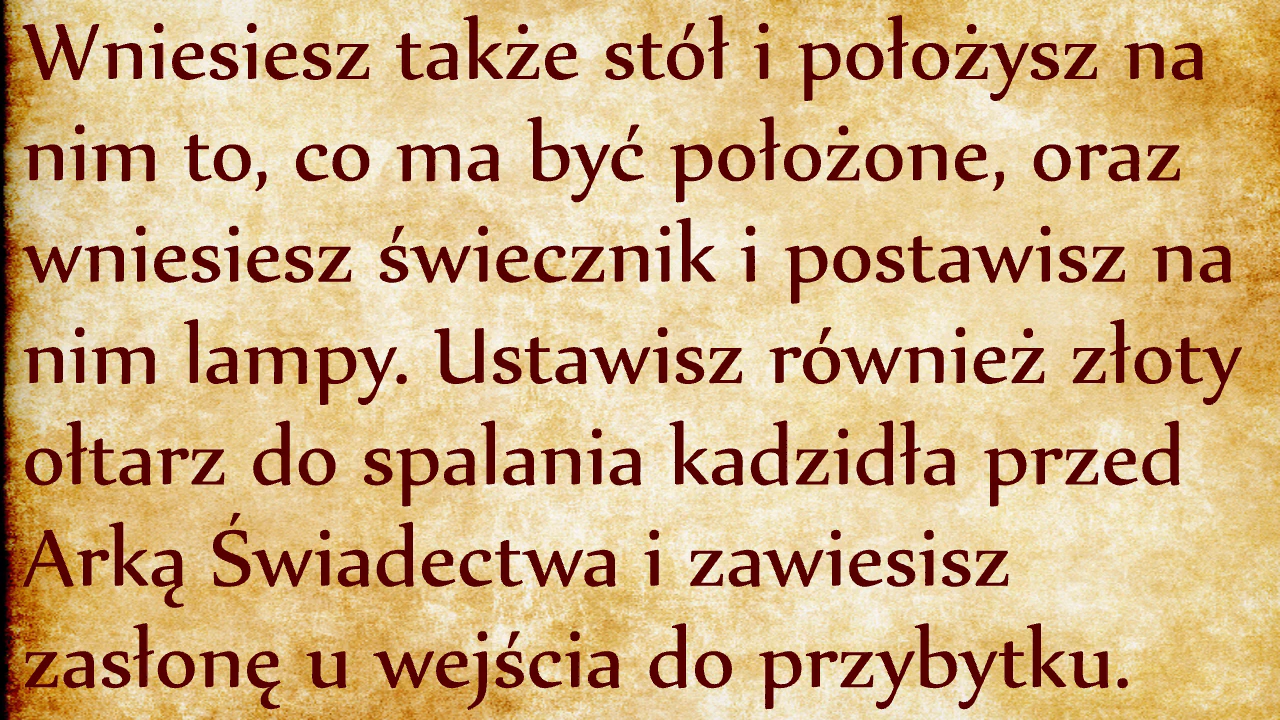 Wniesiesz także stół i położysz na
nim to, co ma być położone, oraz
wniesiesz świecznik i postawisz na
nim lampy. Ustawisz również złoty
ołtarz do spalania kadzidła przed
Arką Świadectwa i zawiesisz
zasłonę u wejścia do przybytku.